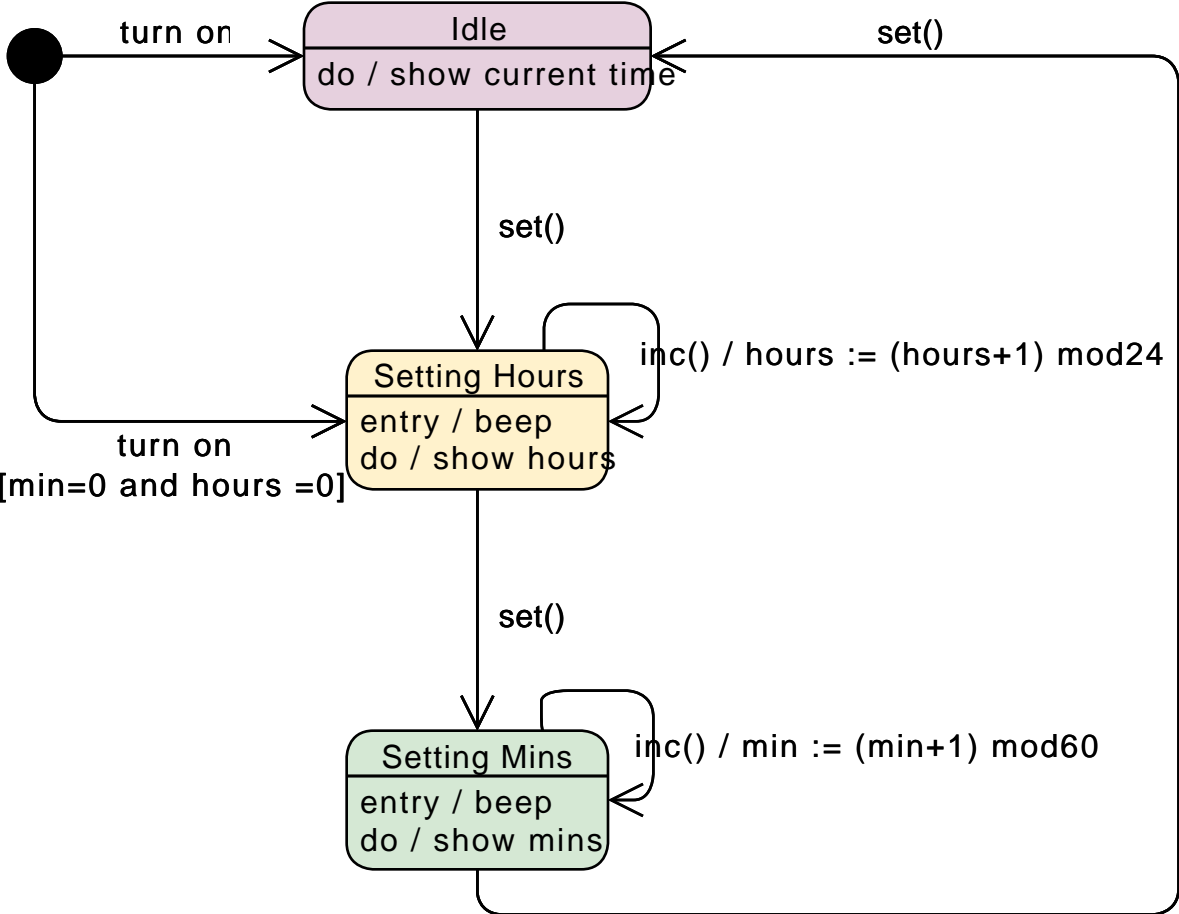 turn on
Idle
do / show current time
set()
set()
inc() / hours := (hours+1) mod24
Setting Hours
entry / beep
do / show hours
turn on
[min=0 and hours =0]
set()
inc() / min := (min+1) mod60
Setting Mins
entry / beep
do / show mins